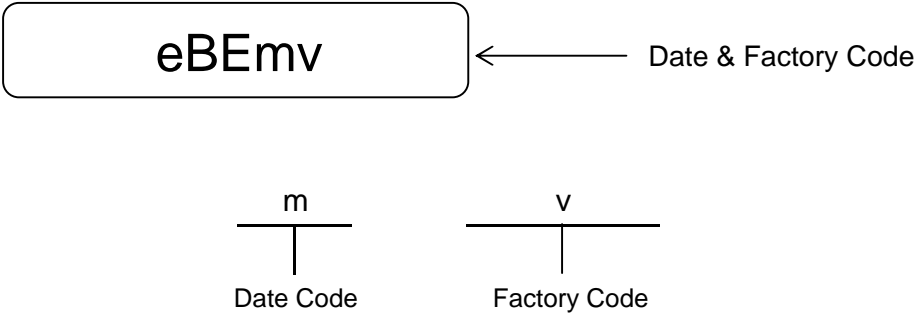 eBEmv
Date & Factory Code
m v
Date Code Factory Code